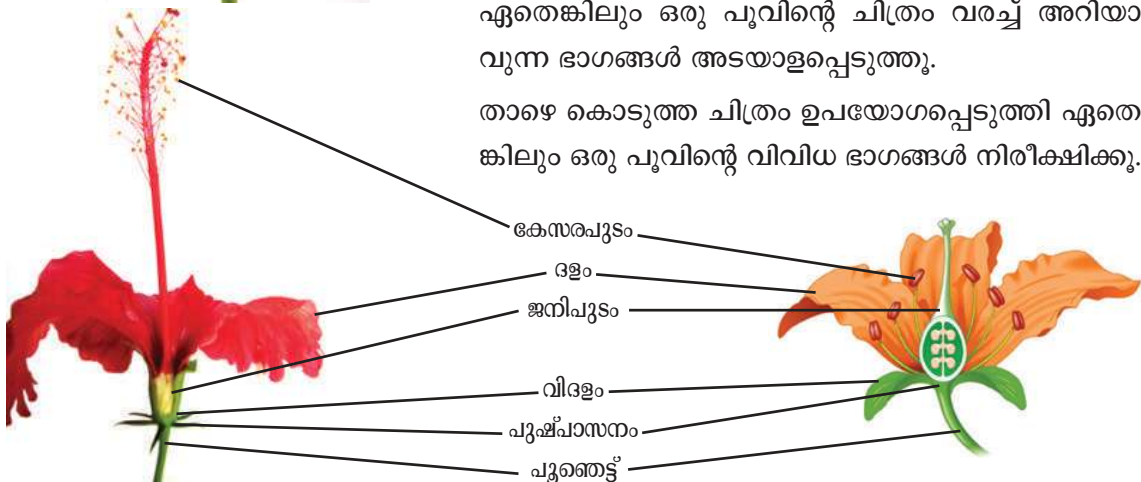 ഏതെങ്കിലും ഒരു പൂവിന്റെ ചിത്രം വരച്ച് അറിയാ
വുന്ന ഭാഗങ്ങൾ അടയാളപ്പെടുത്തൂ.
താഴെ കൊടുത്ത ചിത്രം ഉപയോഗപ്പെടുത്തി ഏതെ
ങ്കിലും ഒരു പൂവിന്റെ വിവിധ ഭാഗങ്ങൾ നിരീക്ഷിക്കൂ.
കേസരപുടം
ദളം
ജനിപുടം
വിദളം
പുഷ്പാസനം
പൂഞെട്ട്